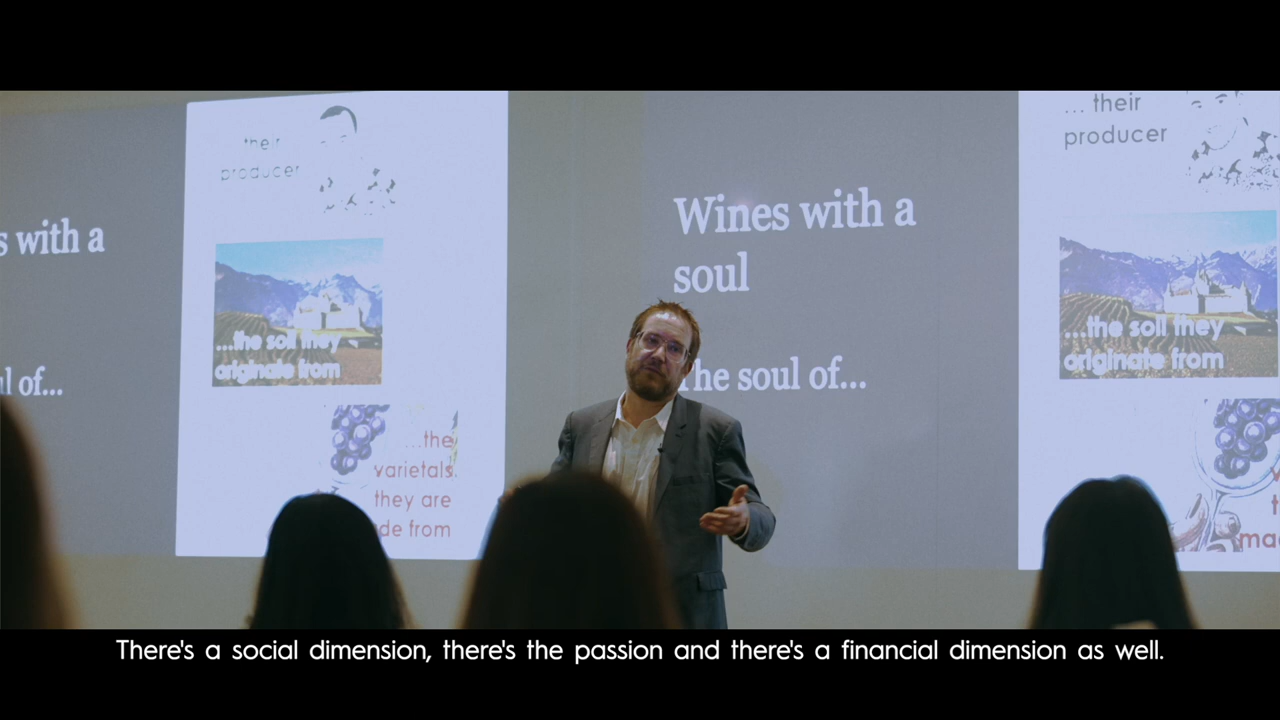 s with a
l of...
their
producer
...the soil they
originate from
...the
varietals
they are
de from
Wines with a
soul
The soul of...
... their
producer
...the soil they
originate from
ma
There's a social dimension, there's the passion and there's a financial dimension as well.